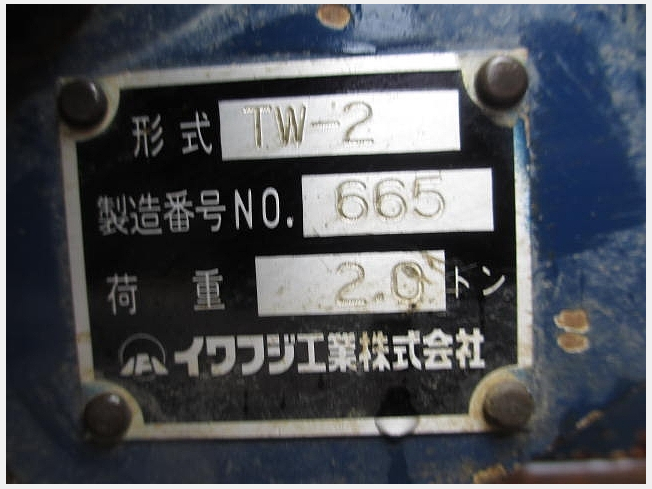 形式 TW-2
製造番号NO. 665
荷重 2.0トン
イワフジ工業株式会社